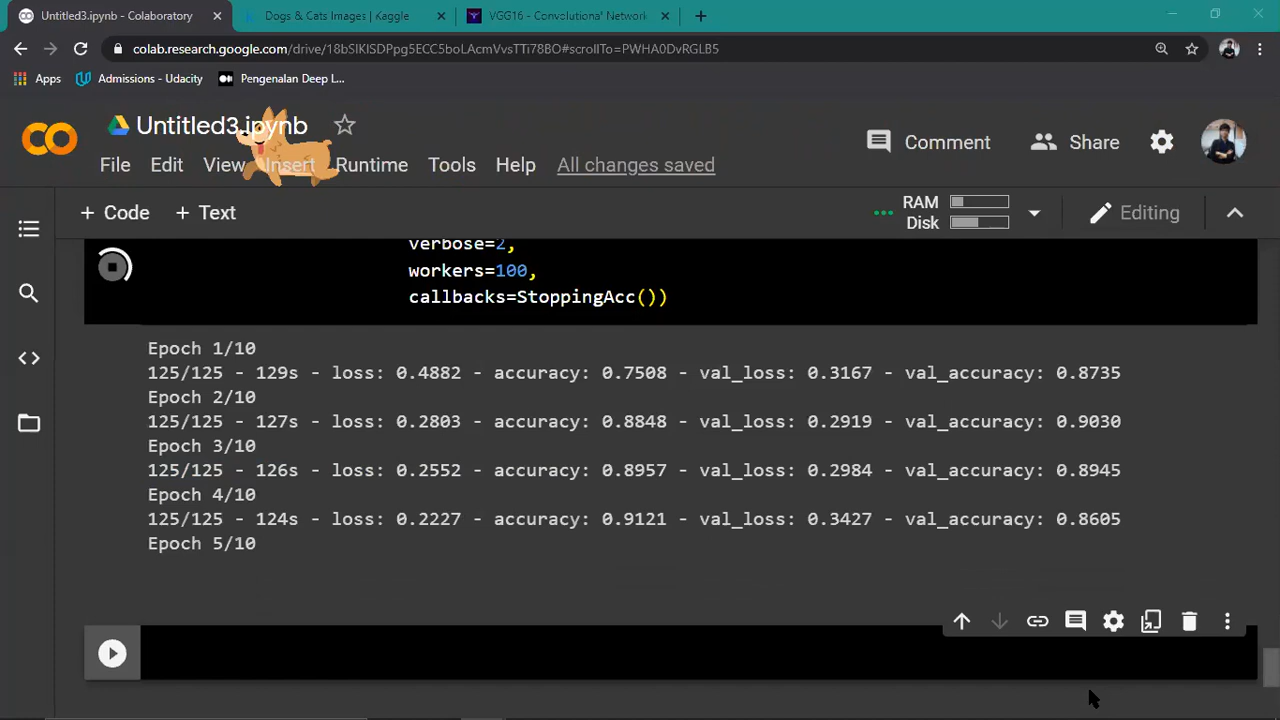 Untitled3.ipynb - Colaboratory
Dogs & Cats Images | Kaggle
VGG16 - Convolutional Network
colab.research.google.com/drive/18bSIKISDPpg5ECC5boLAcmVvsTTi78BO#scrollTo=PWHA0DvRGLB5
Apps
Admissions - Udacity
Pengenalan Deep L...
Untitled3.ipynb
Comment
Share
File Edit View Insert Runtime Tools Help All changes saved
+ Code + Text
RAM
Disk
Editing
verbose=2,
workers=100,
callbacks=StoppingAcc())
Epoch 1/10
125/125 - 129s - loss: 0.4882 - accuracy: 0.7508 - val_loss: 0.3167 - val_accuracy: 0.8735
Epoch 2/10
125/125 - 127s - loss: 0.2803 - accuracy: 0.8848 - val_loss: 0.2919 - val_accuracy: 0.9030
Epoch 3/10
125/125 - 126s - loss: 0.2552 - accuracy: 0.8957 - val_loss: 0.2984 - val_accuracy: 0.8945
Epoch 4/10
125/125 - 124s - loss: 0.2227 - accuracy: 0.9121 - val_loss: 0.3427 - val_accuracy: 0.8605
Epoch 5/10